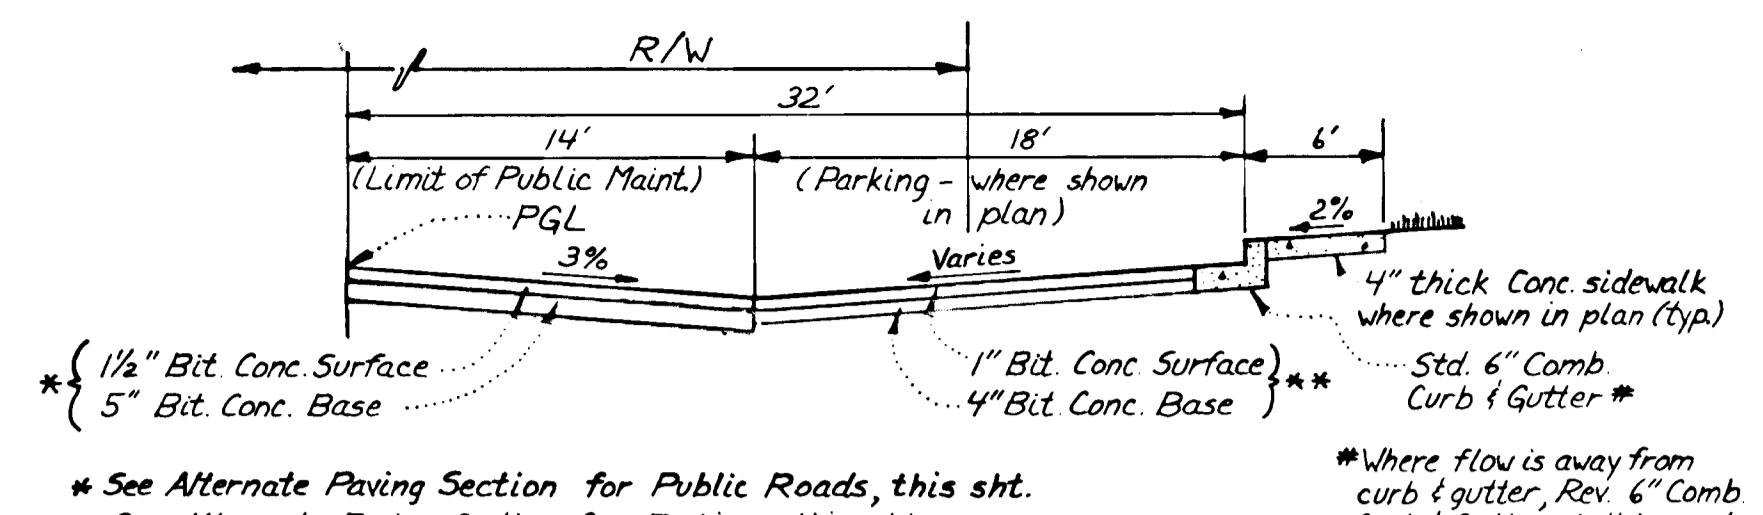 R/W
32'
14'
18'
6'
(Limit of Public Maint.)
(Parking - where shown
in plan)
PGL
2%
3%
Varies
4" thick Conc. sidewalk
where shown in plan (typ.)
* { 1½" Bit. Conc. Surface
5" Bit. Conc. Base
1" Bit. Conc. Surface } **
4" Bit. Conc. Base
Std. 6" Comb.
Curb & Gutter #
* See Alternate Paving Section for Public Roads, this sht.
# Where flow is away from
curb & gutter, Rev. 6" Comb.